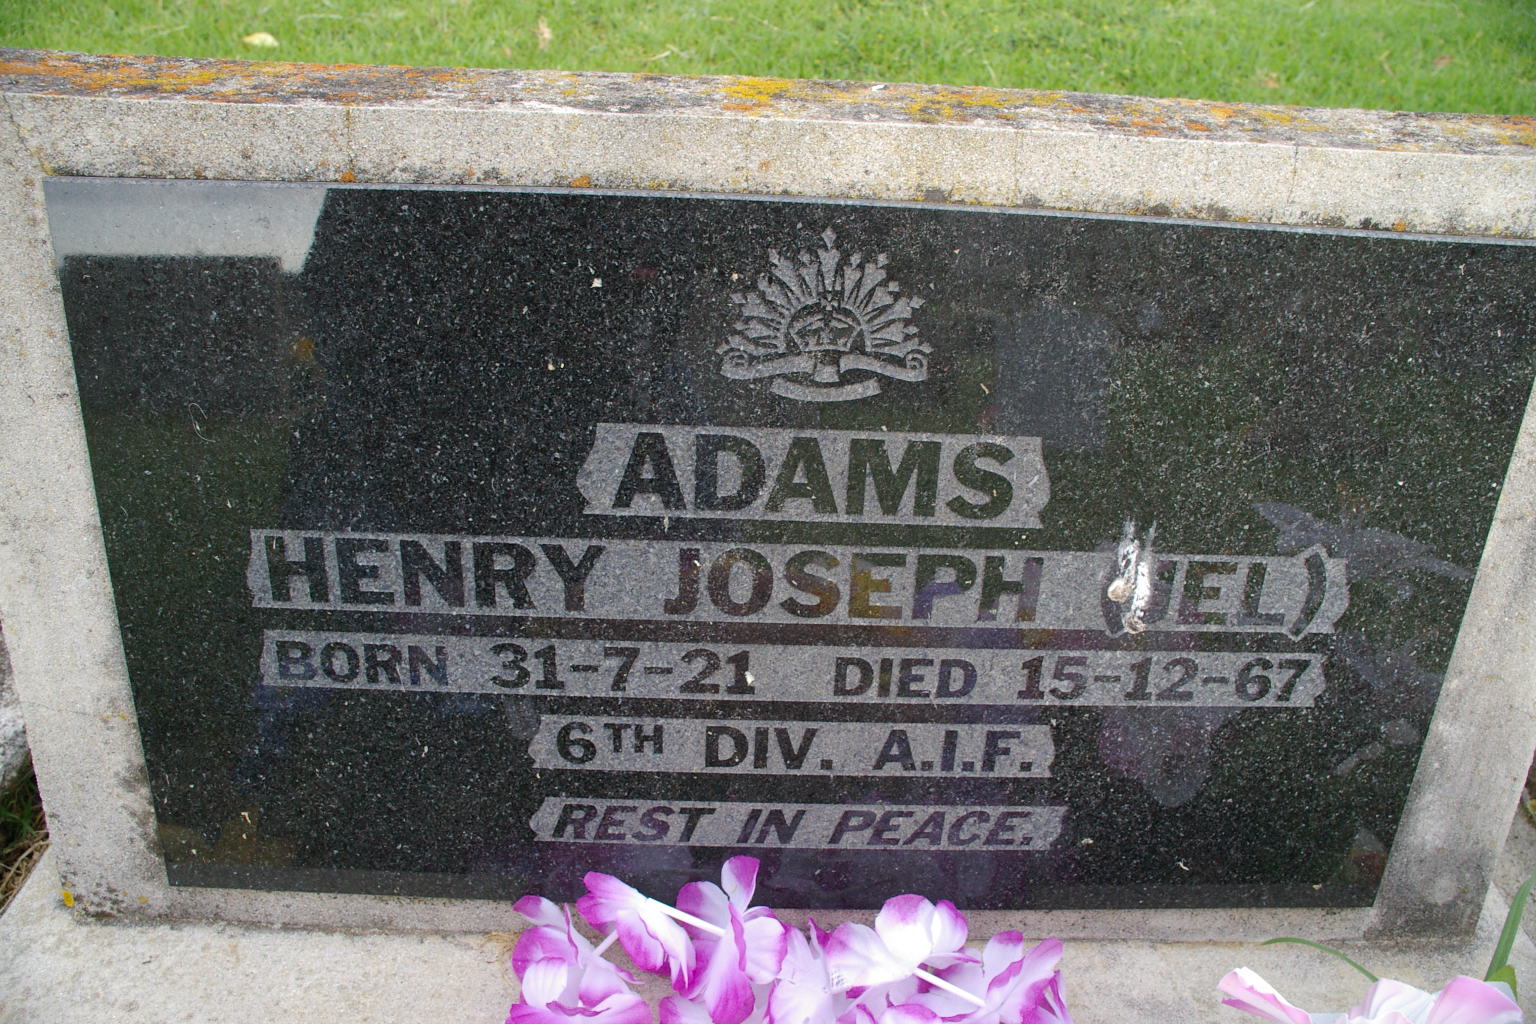 ADAMS
HENRY JOSEPH (JEL)
BORN 31-7-21 DIED 15-12-67
6TH DIV. A.I.F.
REST IN PEACE.